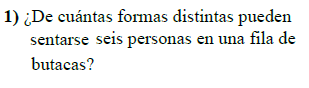 1) ¿De cuántas formas distintas pueden
sentarse seis personas en una fila de
butacas?